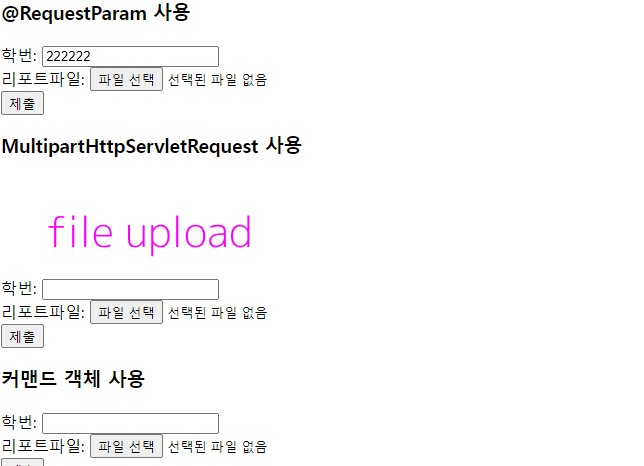 @RequestParam 사용
학번: 222222
리포트파일: 파일 선택 선택된 파일 없음
제출
MultipartHttpServletRequest 사용
file upload
학번:
리포트파일: 파일 선택 선택된 파일 없음
제출
커맨드 객체 사용
학번:
리포트파일: 파일 선택 선택된 파일 없음